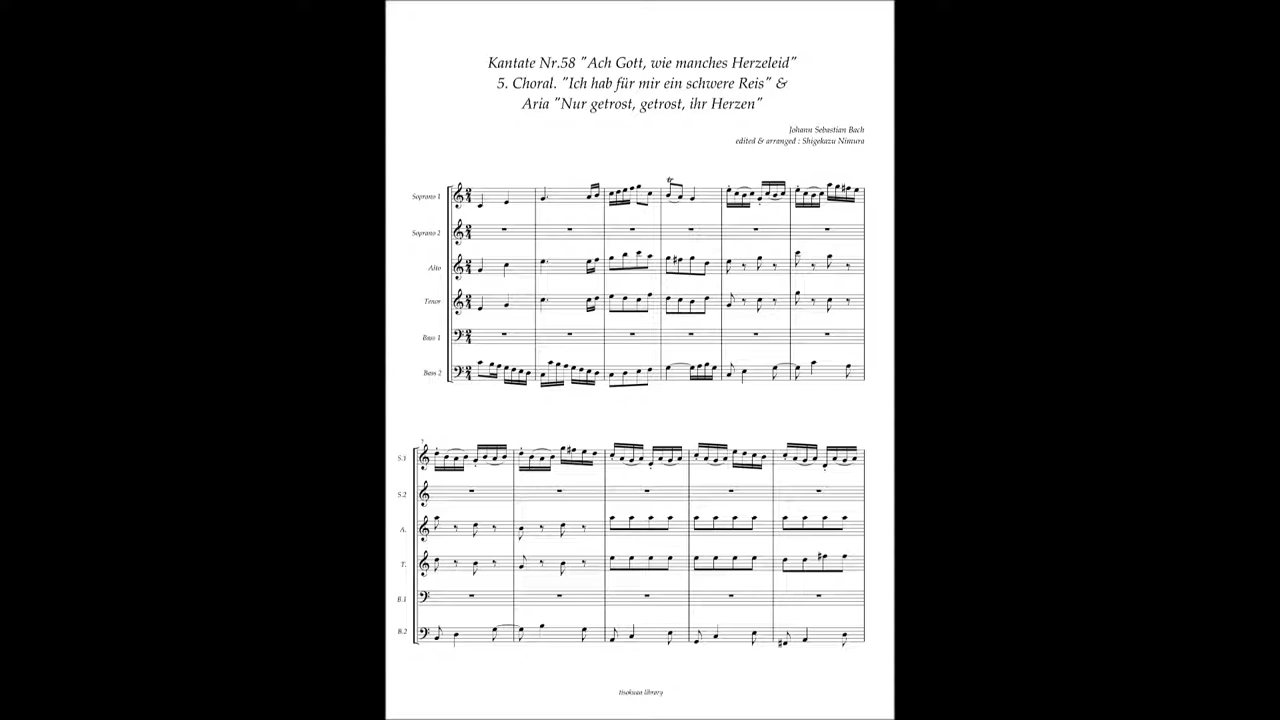 Kantate Nr.58 "Ach Gott, wie manches Herzeleid"
5. Choral. "Ich hab für mir ein schwere Reis" &
Aria "Nur getrost, getrost, ihr Herzen"
Johann Sebastian Bach
edited & arranged : Shigekazu Nimura
Soprano 1
Soprano 2
Alto
Tenor
Bass 1
Bass 2
7
S.1
S.2
A.
T.
B.1
B.2
Hsokuan library